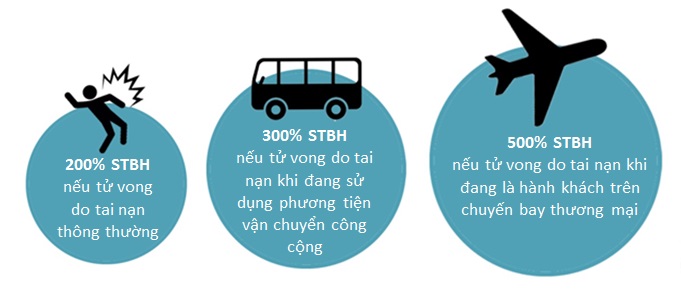 200% STBH
nếu tử vong
do tai nạn
thông thường
300% STBH
nếu tử vong do tai
nạn khi đang sử
dụng phương tiện
vận chuyển công
cộng
500% STBH
nếu tử vong do tai nạn khi
đang là hành khách trên
chuyến bay thương mại